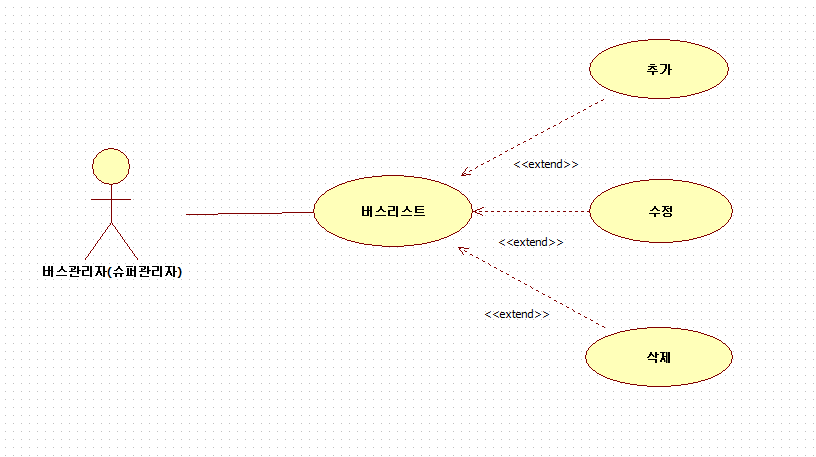 추가
<<extend>>
버스리스트
수정
<<extend>>
버스관리자(슈퍼관리자)
<<extend>>
삭제